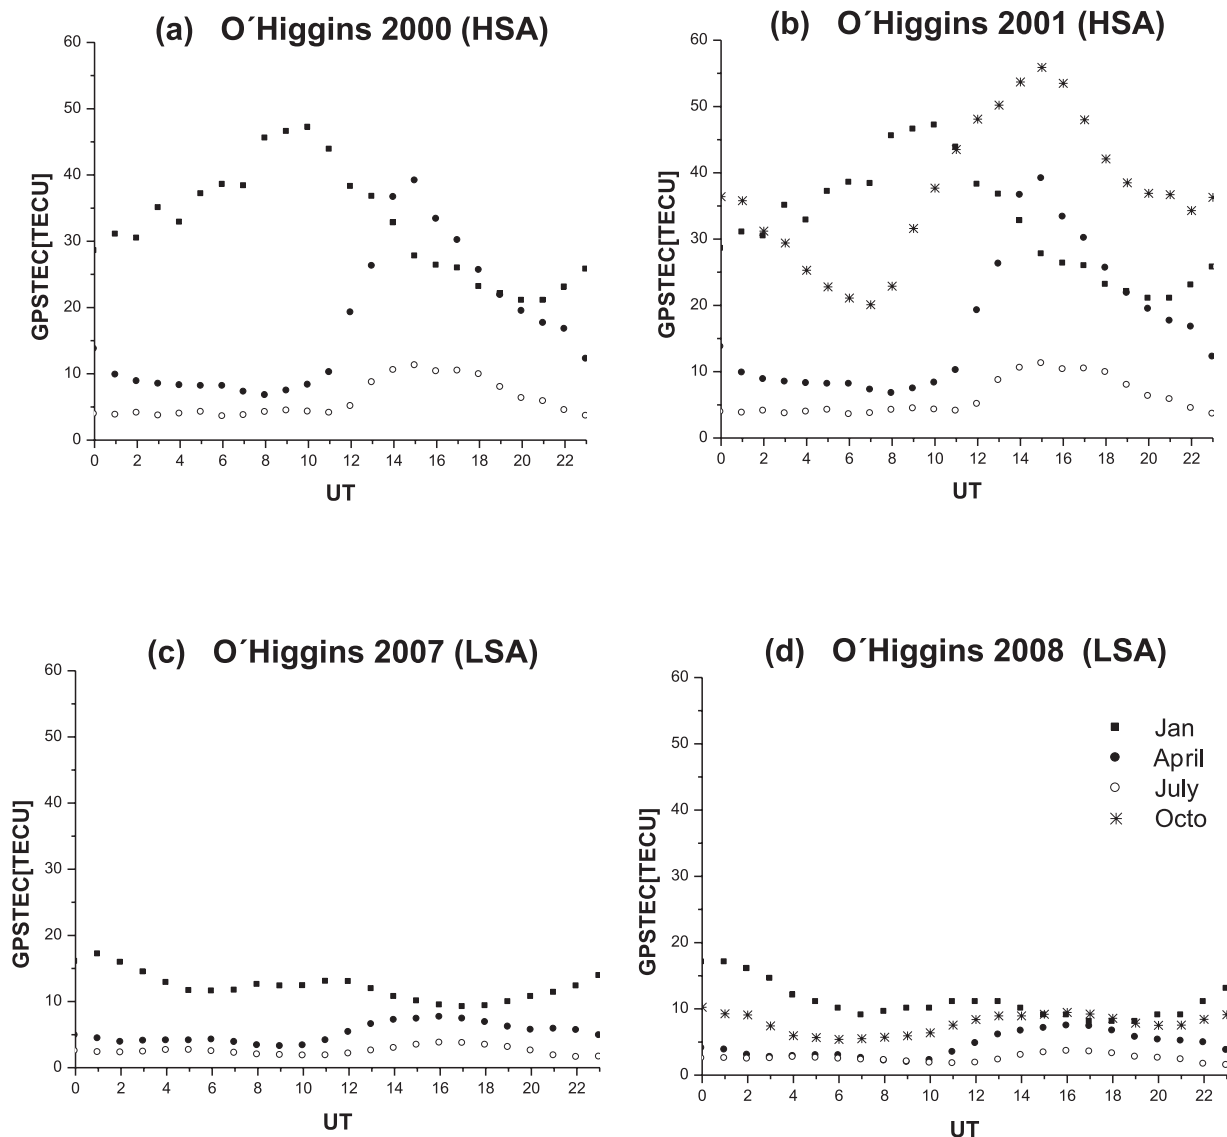 (a) O´Higgins 2000 (HSA)
60
50
40
30
20
10
0
GPSTEC[TECU]
0 2 4 6 8 10 12 14 16 18 20 22
UT
(b) O´Higgins 2001 (HSA)
60
50
40
30
20
10
0
GPSTEC[TECU]
0 2 4 6 8 10 12 14 16 18 20 22
UT
(c) O´Higgins 2007 (LSA)
60
50
40
30
20
10
0
GPSTEC[TECU]
0 2 4 6 8 10 12 14 16 18 20 22
UT
(d) O´Higgins 2008 (LSA)
60
50
40
30
20
10
0
GPSTEC[TECU]
Jan
April
July
Octo
0 2 4 6 8 10 12 14 16 18 20 22
UT